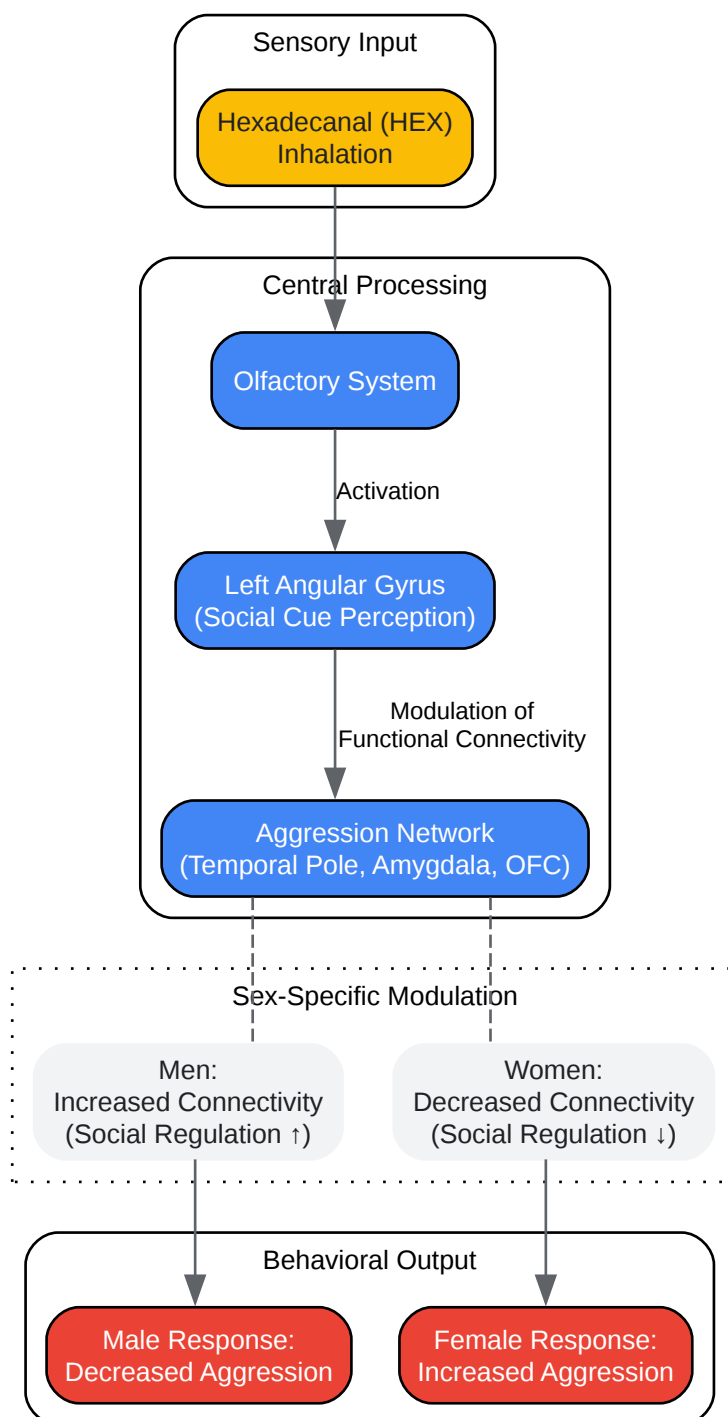 Sensory Input
Hexadecanal (HEX)
Inhalation
Central Processing
Olfactory System
Activation
Left Angular Gyrus
(Social Cue Perception)
Modulation of
Functional Connectivity
Aggression Network
(Temporal Pole, Amygdala, OFC)
Sex-Specific Modulation
Men:
Increased Connectivity
(Social Regulation ↑)
Women:
Decreased Connectivity
(Social Regulation ↓)
Behavioral Output
Male Response:
Decreased Aggression
Female Response:
Increased Aggression